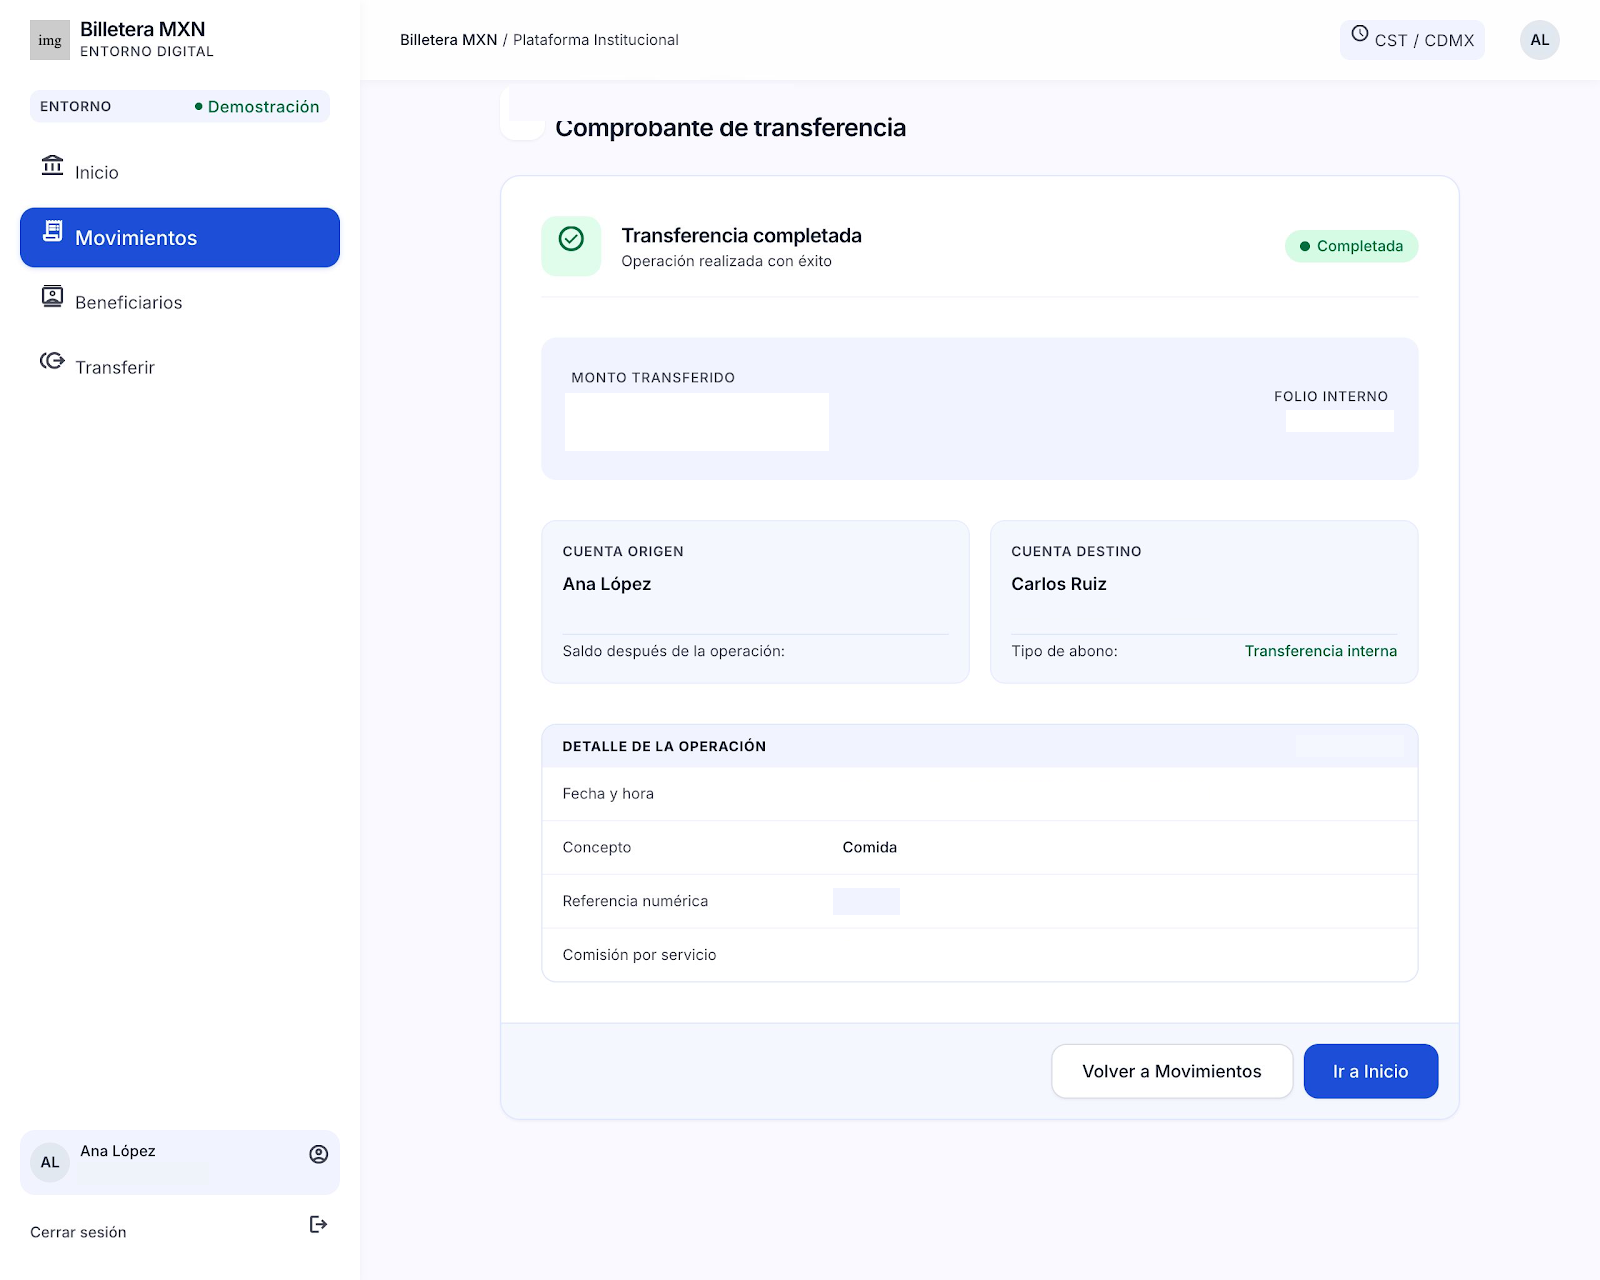 img
Billetera MXN
ENTORNO DIGITAL
ENTORNO
Demostración
Inicio
Movimientos
Beneficiarios
Transferir
AL
Ana López
Cerrar sesión
Billetera MXN / Plataforma Institucional
CST / CDMX
AL
Comprobante de transferencia
Transferencia completada
Operación realizada con éxito
Completada
MONTO TRANSFERIDO
FOLIO INTERNO
CUENTA ORIGEN
Ana López
Saldo después de la operación:
CUENTA DESTINO
Carlos Ruiz
Tipo de abono: Transferencia interna
DETALLE DE LA OPERACIÓN
Fecha y hora
Concepto Comida
Referencia numérica
Comisión por servicio
Volver a Movimientos
Ir a Inicio